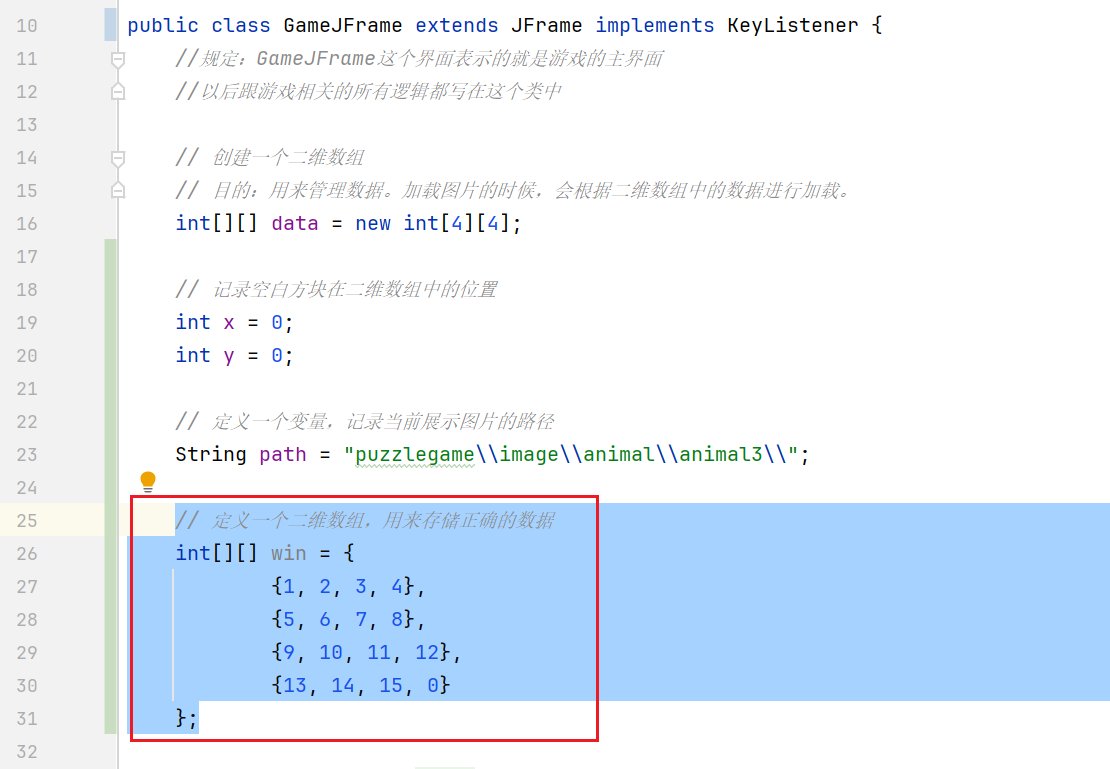 10 public class GameJFrame extends JFrame implements KeyListener {
11 //规定：GameJFrame这个界面表示的就是游戏的主界面
12 //以后跟游戏相关的所有逻辑都写在这个类中
13
14 // 创建一个二维数组
15 // 目的：用来管理数据。加载图片的时候，会根据二维数组中的数据进行加载。
16 int[][] data = new int[4][4];
17
18 // 记录空白方块在二维数组中的位置
19 int x = 0;
20 int y = 0;
21
22 // 定义一个变量，记录当前展示图片的路径
23 String path = "puzzlegame\\image\\animal\\animal3\\";
24
25 // 定义一个二维数组，用来存储正确的数据
26 int[][] win = {
27 {1, 2, 3, 4},
28 {5, 6, 7, 8},
29 {9, 10, 11, 12},
30 {13, 14, 15, 0}
31 };
32